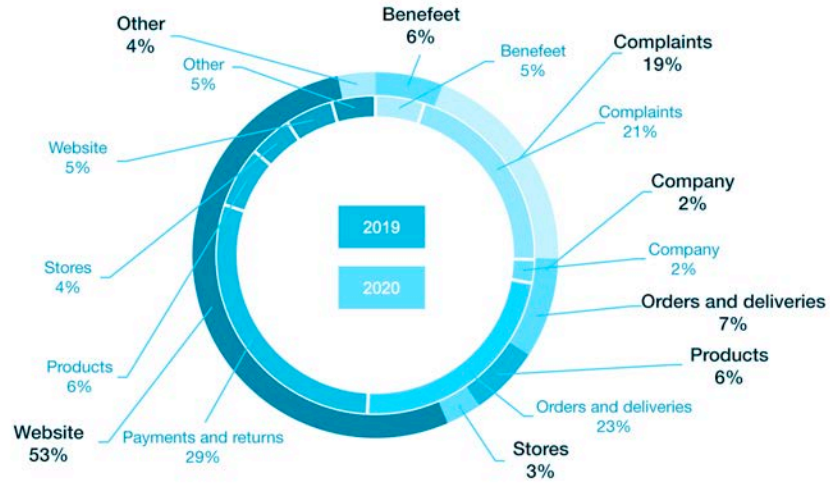 Other
4%
Benefeet
6%
Other
5%
Benefeet
5%
Complaints
19%
Complaints
21%
Website
5%
Company
2%
2019
Company
2%
Stores
4%
2020
Orders and deliveries
7%
Products
6%
Products
6%
Orders and deliveries
23%
Website
53%
Payments and returns
29%
Stores
3%